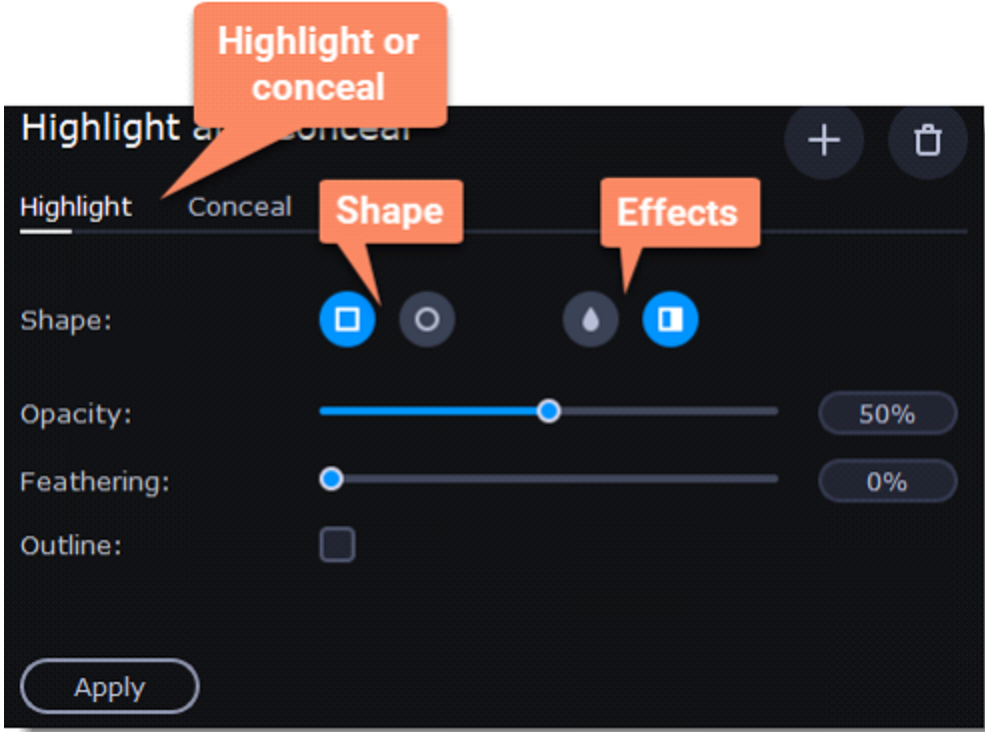 Highlight or
conceal
Highlight a Conceal
Highlight Conceal
Shape
Effects
Shape:
Opacity: 50%
Feathering: 0%
Outline:
Apply